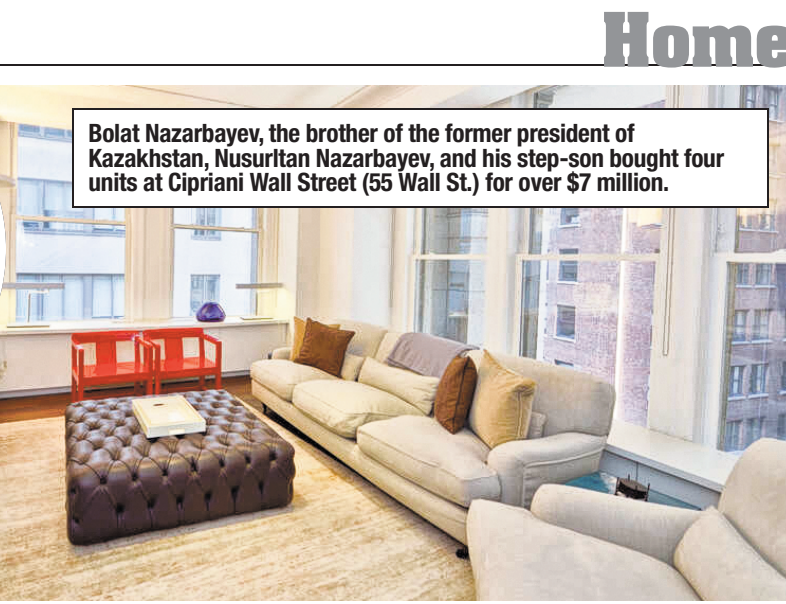 Home
Bolat Nazarbayev, the brother of the former president of
Kazakhstan, Nusurltan Nazarbayev, and his step-son bought four
units at Cipriani Wall Street (55 Wall St.) for over $7 million.